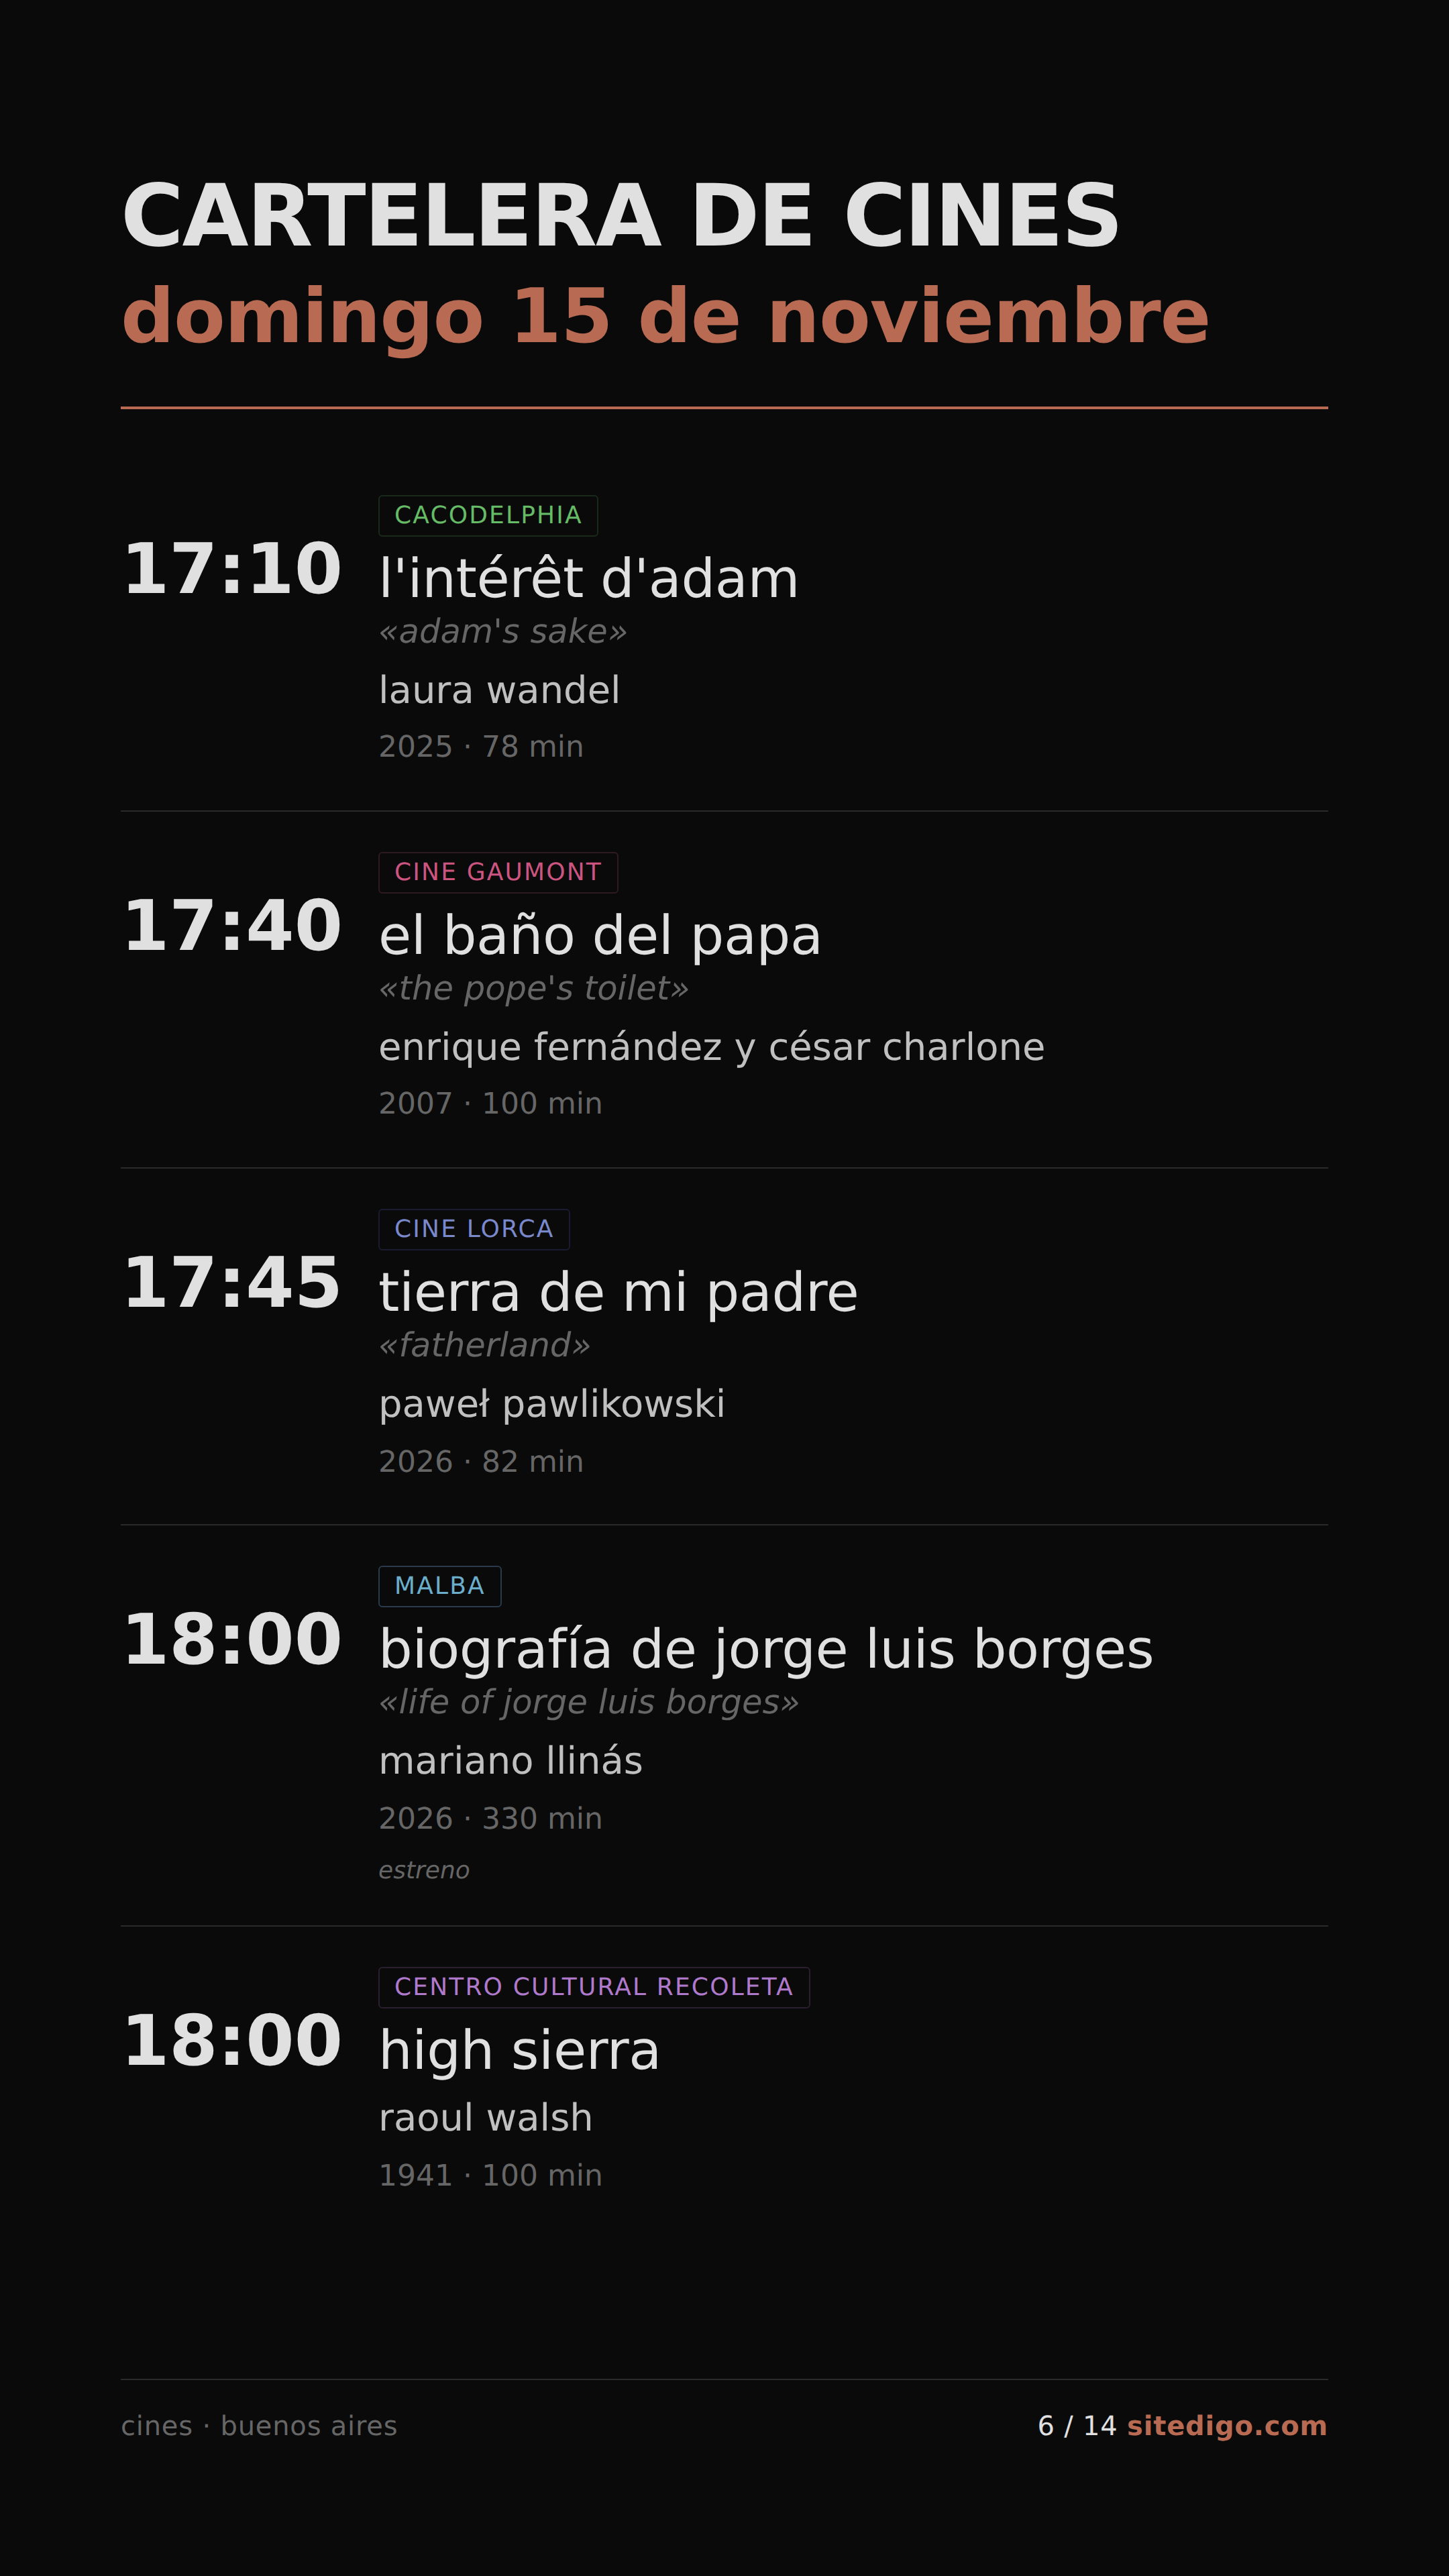 CARTELERA DE CINES
domingo 15 de noviembre
CACODELPHIA
17:10
l'intérêt d'adam
«adam's sake»
laura wandel
2025 · 78 min
CINE GAUMONT
17:40
el baño del papa
«the pope's toilet»
enrique fernández y césar charlone
2007 · 100 min
CINE LORCA
17:45
tierra de mi padre
«fatherland»
paweł pawlikowski
2026 · 82 min
MALBA
18:00
biografía de jorge luis borges
«life of jorge luis borges»
mariano llinás
2026 · 330 min
estreno
CENTRO CULTURAL RECOLETA
18:00
high sierra
raoul walsh
1941 · 100 min
cines · buenos aires
6 / 14 sitedigo.com